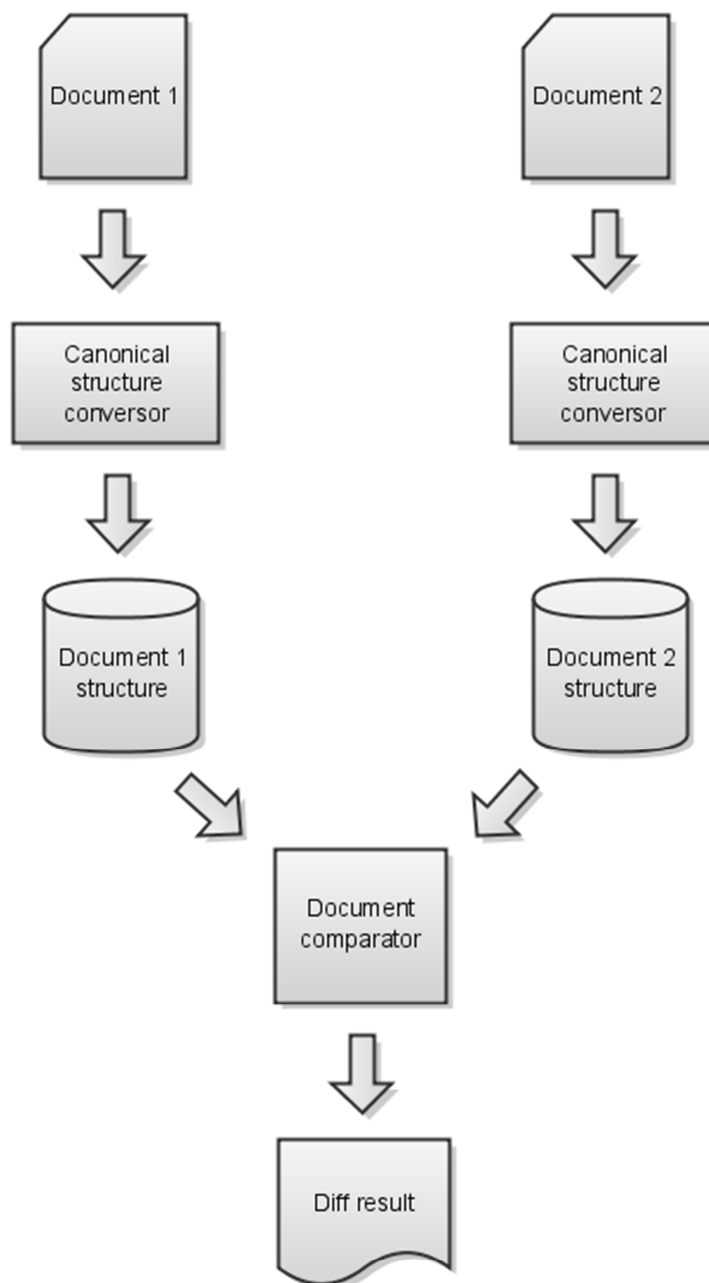 Document 1
Document 2
Canonical
structure
conversor
Canonical
structure
conversor
Document 1
structure
Document 2
structure
Document
comparator
Diff result